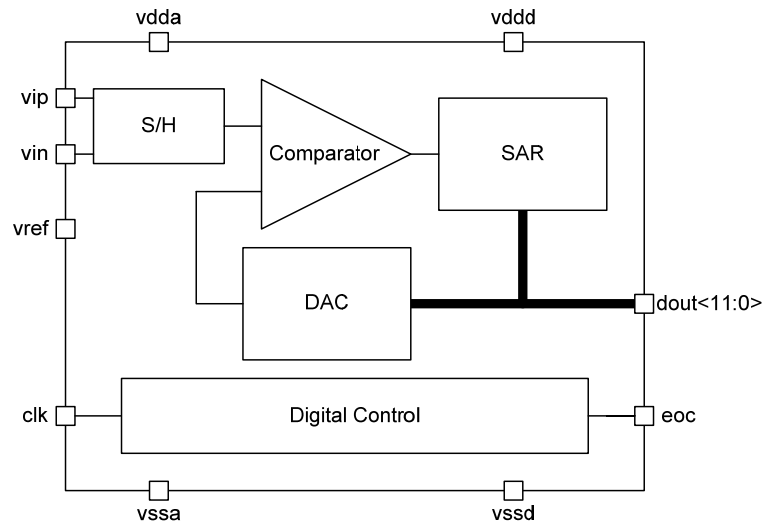 vdda
vddd
vip
S/H
vin
Comparator
SAR
vref
DAC
dout<11:0>
clk
Digital Control
eoc
vssa
vssd